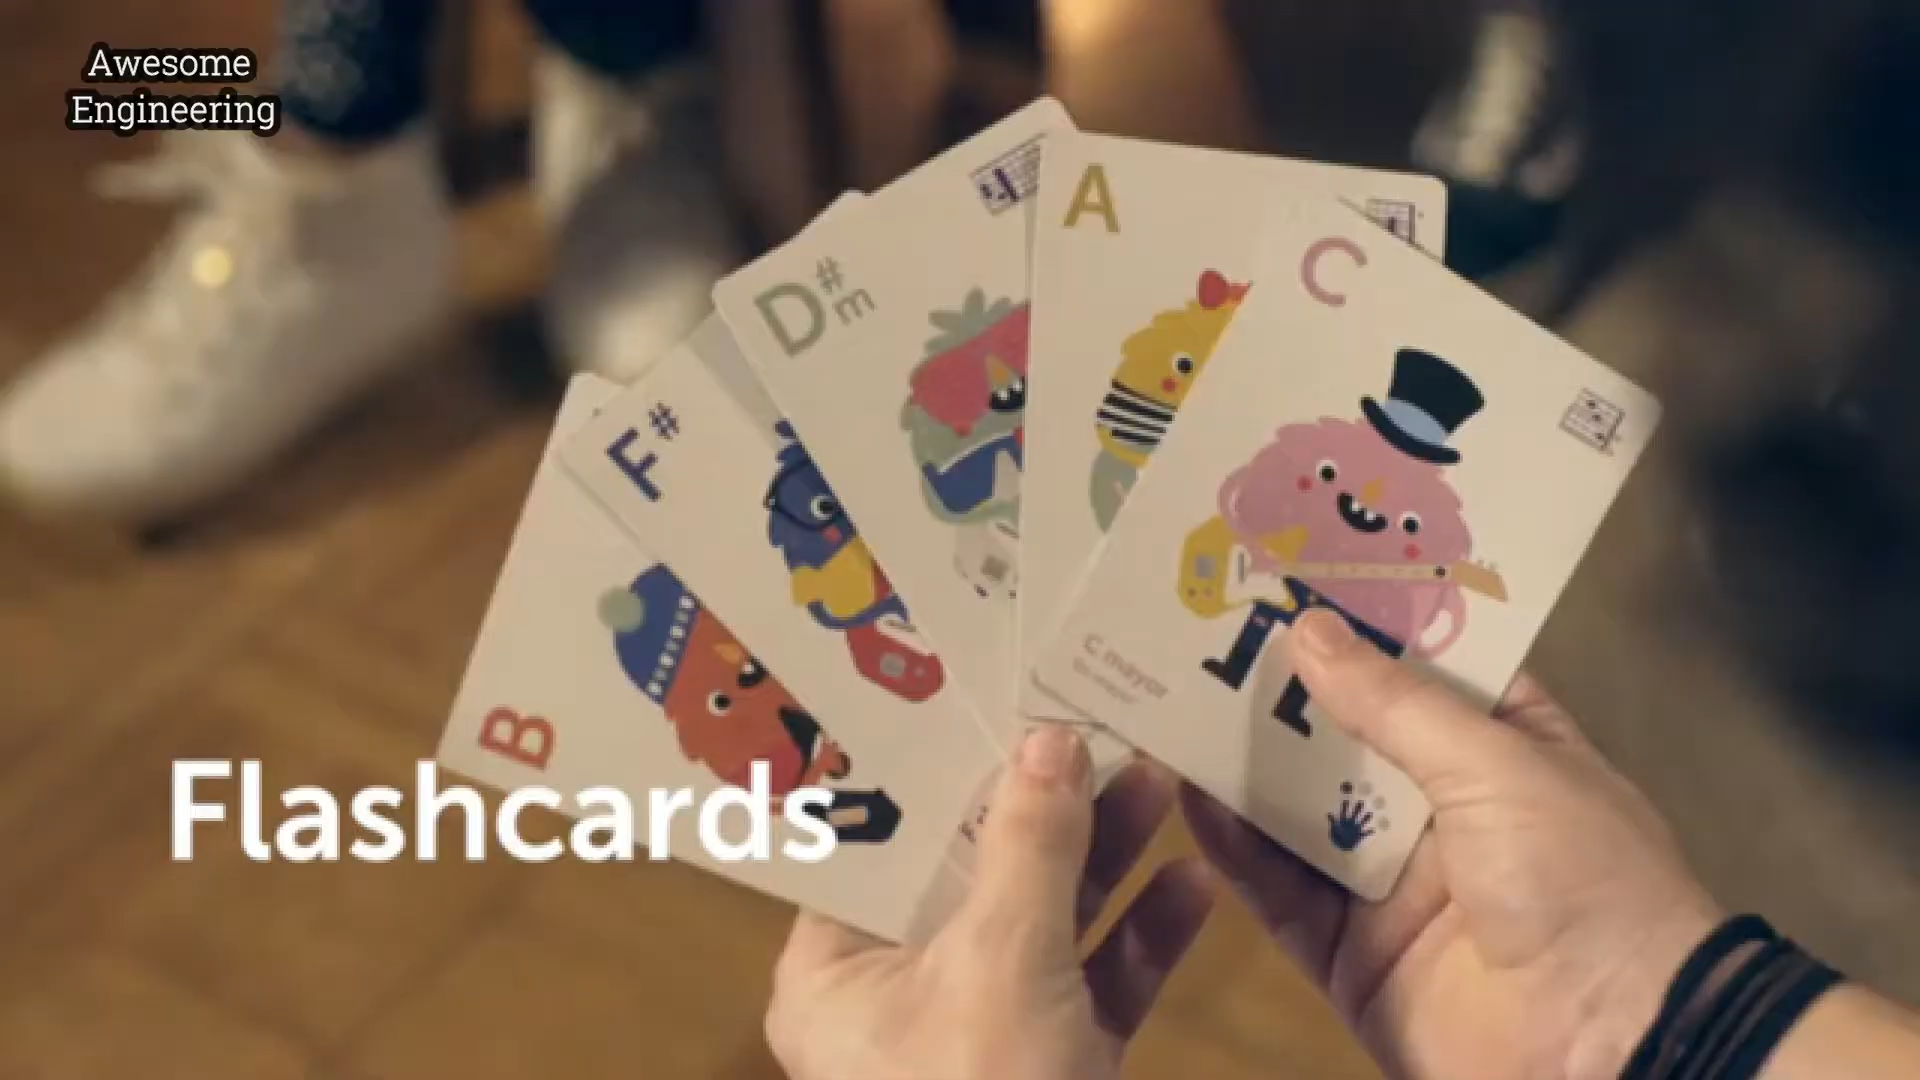 Awesome
Engineering
A
C
D#m
F#
B
C mayor
Flashcards